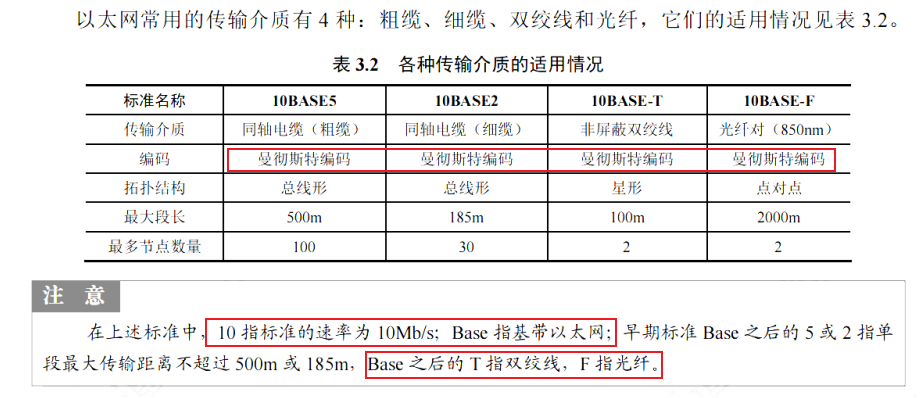 以太网常用的传输介质有 4 种：粗缆、细缆、双绞线和光纤，它们的适用情况见表 3.2。
表 3.2 各种传输介质的适用情况
标准名称 10BASE5 10BASE2 10BASE-T 10BASE-F
传输介质 同轴电缆（粗缆） 同轴电缆（细缆） 非屏蔽双绞线 光纤对（850nm）
编码 曼彻斯特编码 曼彻斯特编码 曼彻斯特编码 曼彻斯特编码
拓扑结构 总线形 总线形 星形 点对点
最大段长 500m 185m 100m 2000m
最多节点数量 100 30 2 2
注 意
在上述标准中，10 指标准的速率为 10Mb/s；Base 指基带以太网；早期标准 Base 之后的 5 或 2 指单
段最大传输距离不超过 500m 或 185m，Base 之后的 T 指双绞线，F 指光纤。